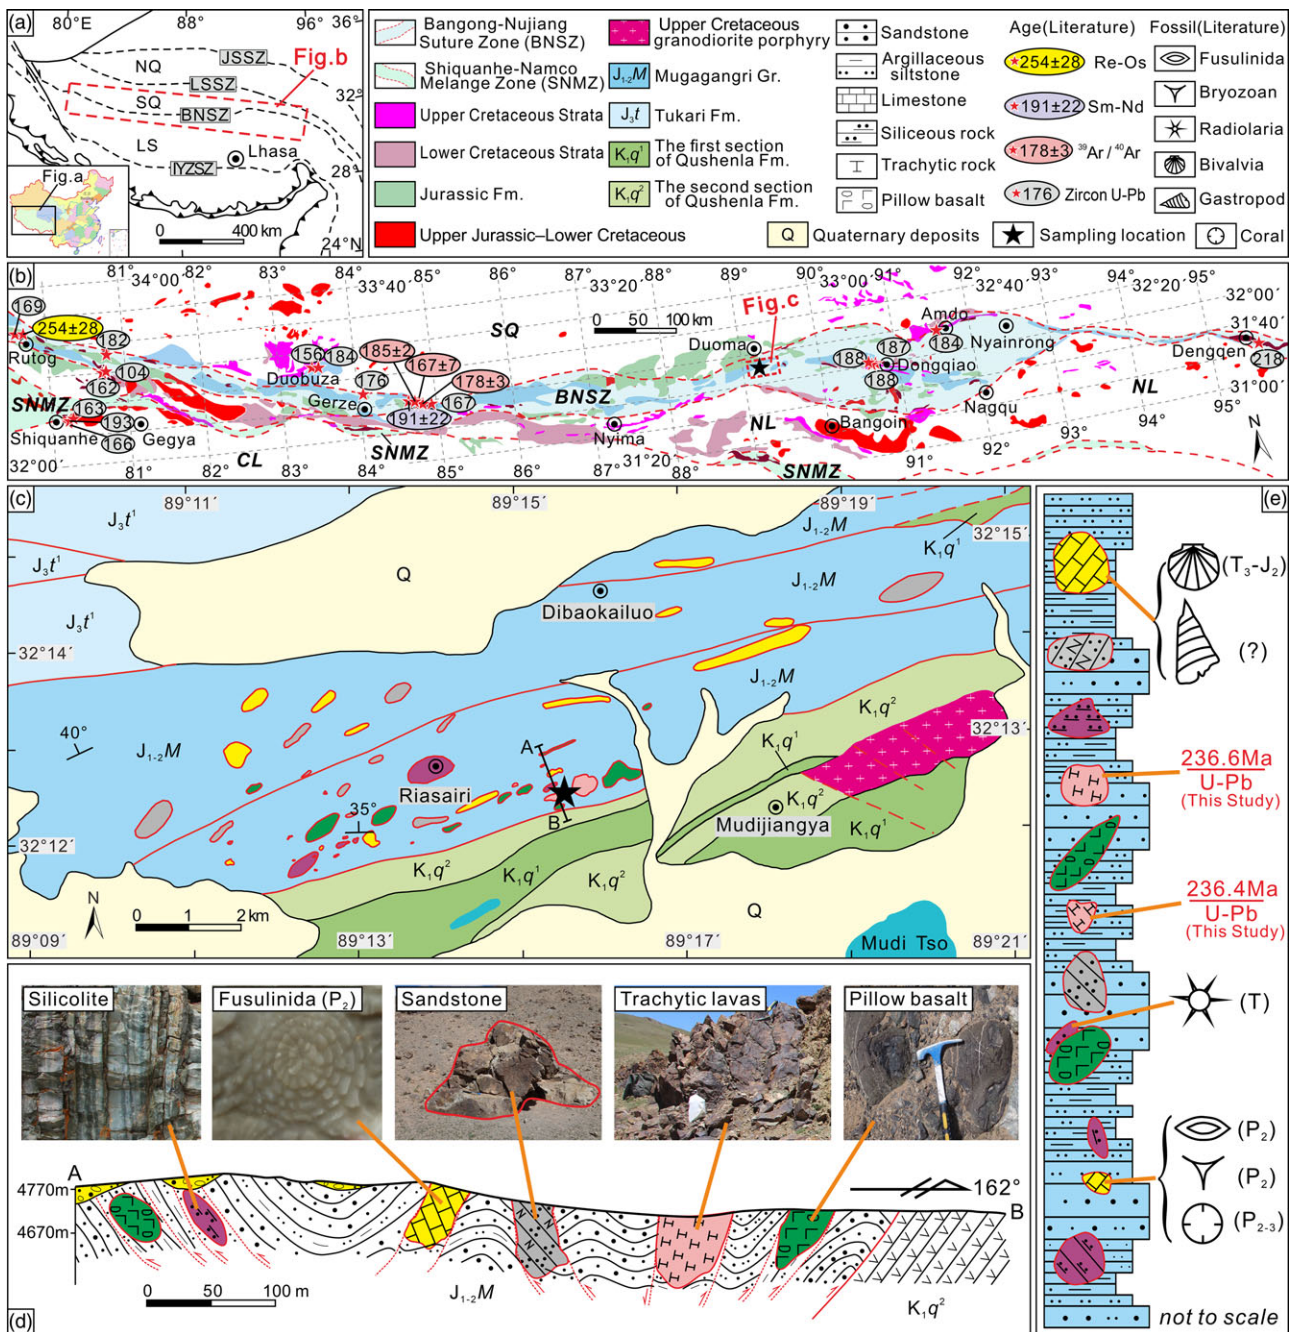 (a)
80°E
88°
96°
36°
NQ
JSSZ
Fig.b
LSSZ
32°
SQ
BNSZ
LS
Lhasa
28°
IYZSZ
Fig.a
0
400 km
24°N
Bangong-Nujiang
Suture Zone (BNSZ)
Shiquanhe-Namco
Melange Zone (SNMZ)
Upper Cretaceous Strata
Lower Cretaceous Strata
Jurassic Fm.
Upper Jurassic–Lower Cretaceous
Upper Cretaceous
granodiorite porphyry
J₁₋₂M Mugagangri Gr.
J₃t Tukari Fm.
K₁q¹ The first section
of Qushenla Fm.
K₁q² The second section
of Qushenla Fm.
Q Quaternary deposits
Sandstone
Argillaceous
siltstone
Limestone
Siliceous rock
Trachytic rock
Pillow basalt
Sampling location
Age(Literature)
254±28 Re-Os
191±22 Sm-Nd
178±3 ³⁹Ar / ⁴⁰Ar
176 Zircon U-Pb
Fossil(Literature)
Fusulinida
Bryozoan
Radiolaria
Bivalvia
Gastropod
Coral
(b)
81°
34°00′
82°
83°
84°
33°40′
85°
86°
87°
33°20′
88°
89°
90°
33°00′
91°
92°
32°40′
93°
94°
32°20′
95°
32°00′
31°40′
169
254±28
Rutog
182
104
162
SNMZ
163
193
166
Shiquanhe
Gegya
32°00′
156
184
Duobuza
185±2
167±7
178±3
176
Gerze
191±22
167
SQ
0 50 100 km
Fig.c
Duoma
BNSZ
Nyima
NL
188
187
188
Dongqiao
Amdo
184
Nyainrong
Nagqu
Bangoin
NL
Dengqen
218
31°00′
95°
94°
93°
N
81°
82°
CL
83°
84°
SNMZ
85°
86°
87°
31°20′
88°
SNMZ
91°
92°
(c)
89°11′
89°15′
89°19′
J₃t¹
J₁₋₂M
K₁q¹
32°15′
J₃t¹
Q
J₁₋₂M
Dibaokailuo
J₃t¹
32°14′
J₁₋₂M
K₁q²
32°13′
40°
J₁₋₂M
A
K₁q¹
Riasairi
K₁q²
35°
B
Mudijiangya
K₁q¹
32°12′
K₁q²
K₁q¹
K₁q²
N
0 1 2 km
Q
Mudi Tso
89°09′
89°13′
89°17′
89°21′
Silicolite
Fusulinida (P₂)
Sandstone
Trachytic lavas
Pillow basalt
A
4770m
4670m
162°
B
0 50 100 m
J₁₋₂M
K₁q²
(d)
(e)
(T₃-J₂)
(?)
236.6Ma
U-Pb
(This Study)
236.4Ma
U-Pb
(This Study)
(T)
(P₂)
(P₂)
(P₂₋₃)
not to scale